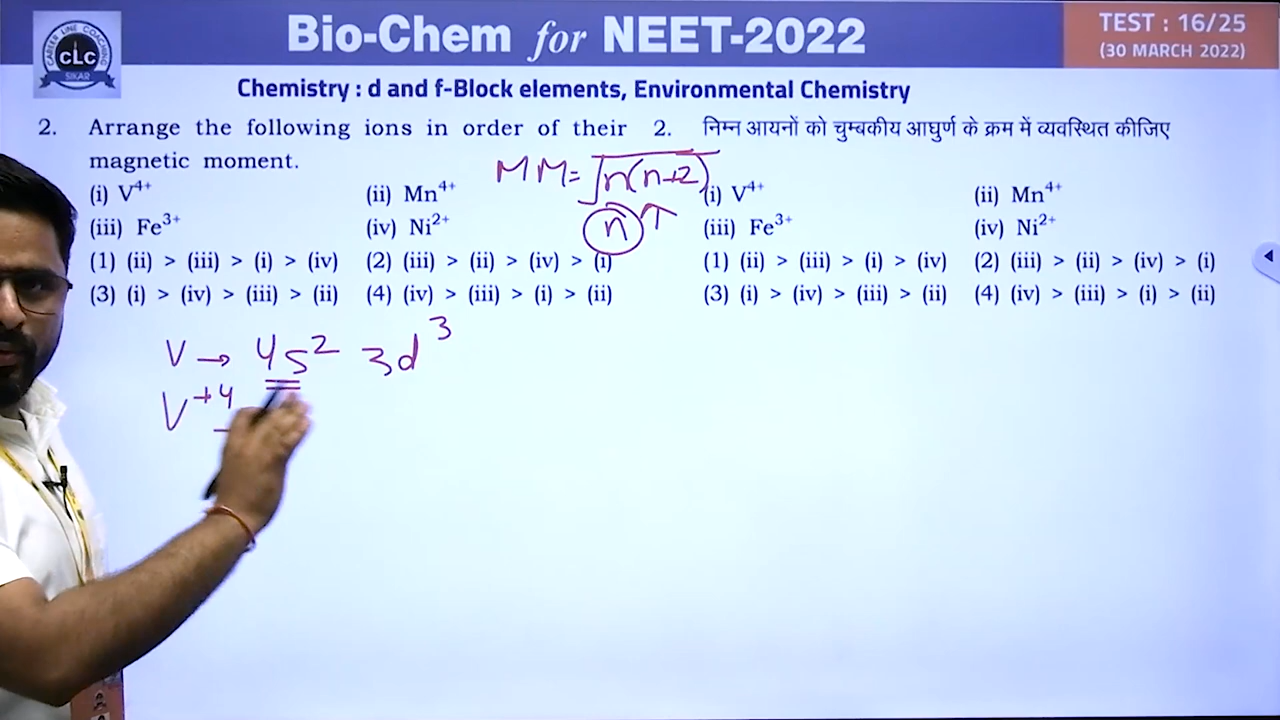 Bio-Chem for NEET-2022
TEST : 16/25
(30 MARCH 2022)
CAREER LINE COACHING
CLC
SIKAR
Chemistry : d and f-Block elements, Environmental Chemistry
2. Arrange the following ions in order of their
magnetic moment.
(i) V⁴⁺ (ii) Mn⁴⁺
(iii) Fe³⁺ (iv) Ni²⁺
(1) (ii) > (iii) > (i) > (iv) (2) (iii) > (ii) > (iv) > (i)
(3) (i) > (iv) > (iii) > (ii) (4) (iv) > (iii) > (i) > (ii)
2. निम्न आयनों को चुम्बकीय आघुर्ण के क्रम में व्यवस्थित कीजिए
(i) V⁴⁺ (ii) Mn⁴⁺
(iii) Fe³⁺ (iv) Ni²⁺
(1) (ii) > (iii) > (i) > (iv) (2) (iii) > (ii) > (iv) > (i)
(3) (i) > (iv) > (iii) > (ii) (4) (iv) > (iii) > (i) > (ii)
MM=√n(n+2)
n↑
V → 4s² 3d³
V⁺⁴